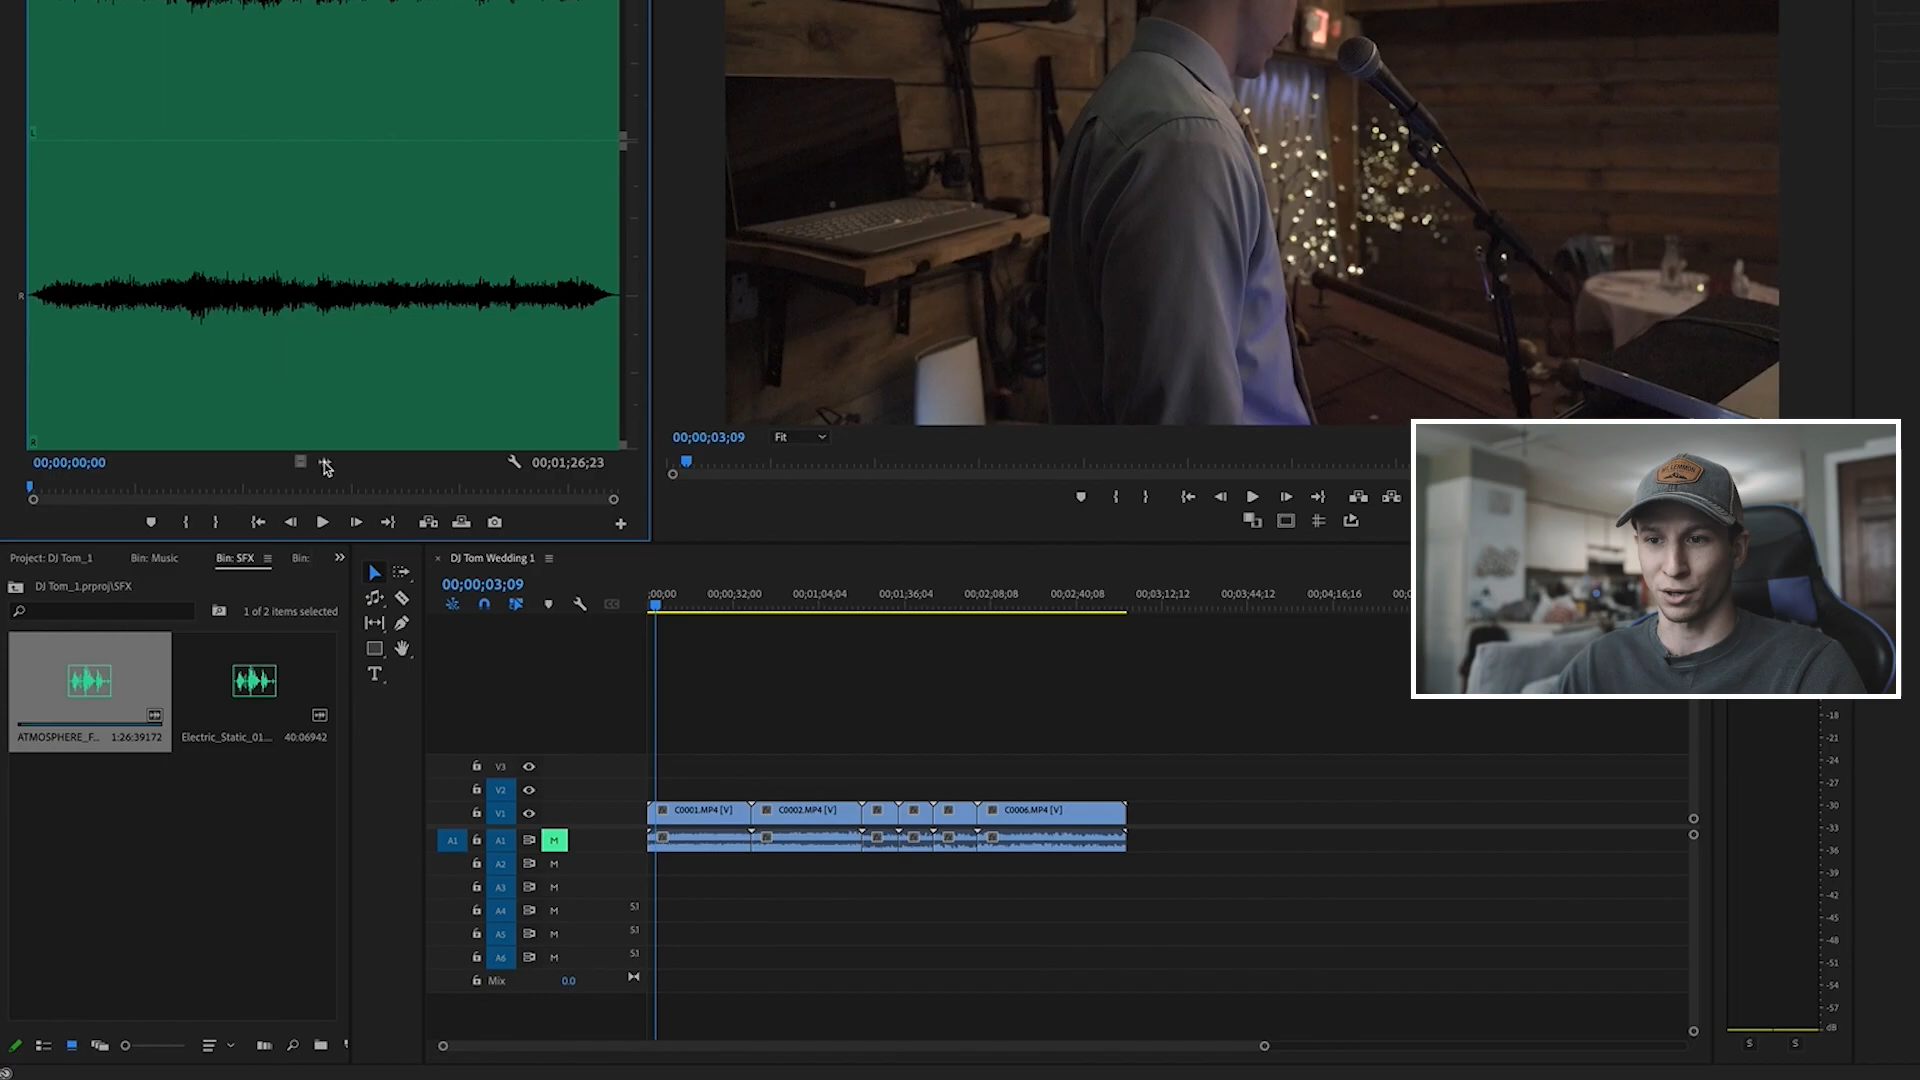 L
R
R
00;00;00;00
00;01;26;23
00;00;03;09
Fit
Project: DJ Tom_1
Bin: Music
Bin: SFX
Bin:
DJ Tom_1.prproj\SFX
1 of 2 items selected
ATMOSPHERE_F...
1:26:39172
Electric_Static_01...
40:06942
DJ Tom Wedding 1
00;00;03;09
;00;00
00;00;32;00
00;01;04;04
00;01;36;04
00;02;08;08
00;02;40;08
00;03;12;12
00;03;44;12
00;04;16;16
V3
V2
V1
C0001.MP4 [V]
C0002.MP4 [V]
C0006.MP4 [V]
A1
A1
M
A2
M
A3
M
A4
M
5.1
A5
M
5.1
A6
M
5.1
Mix
0.0
-18
-21
-24
-27
-30
-33
-36
-39
-42
-45
-48
-51
-54
-57
dB
S
S
MT. LEMMON